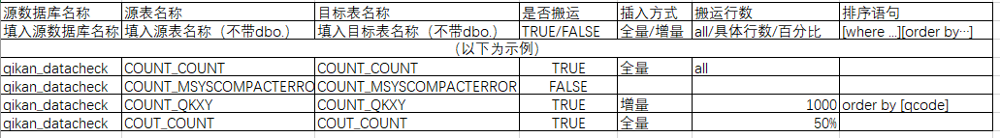 源数据库名称 源表名称 目标表名称 是否搬运 插入方式 搬运行数 排序语句
填入源数据库名称 填入源表名称（不带dbo.） 填入目标表名称（不带dbo.） TRUE/FALSE 全量/增量 all/具体行数/百分比 [where ...][order by…]
（以下为示例）
qikan_datacheck COUNT_COUNT COUNT_COUNT TRUE 全量 all
qikan_datacheck COUNT_MSYSCOMPACTERRO COUNT_MSYSCOMPACTERROR FALSE
qikan_datacheck COUNT_QKXY COUNT_QKXY TRUE 增量 1000 order by [qcode]
qikan_datacheck COUT_COUNT COUT_COUNT TRUE 全量 50%